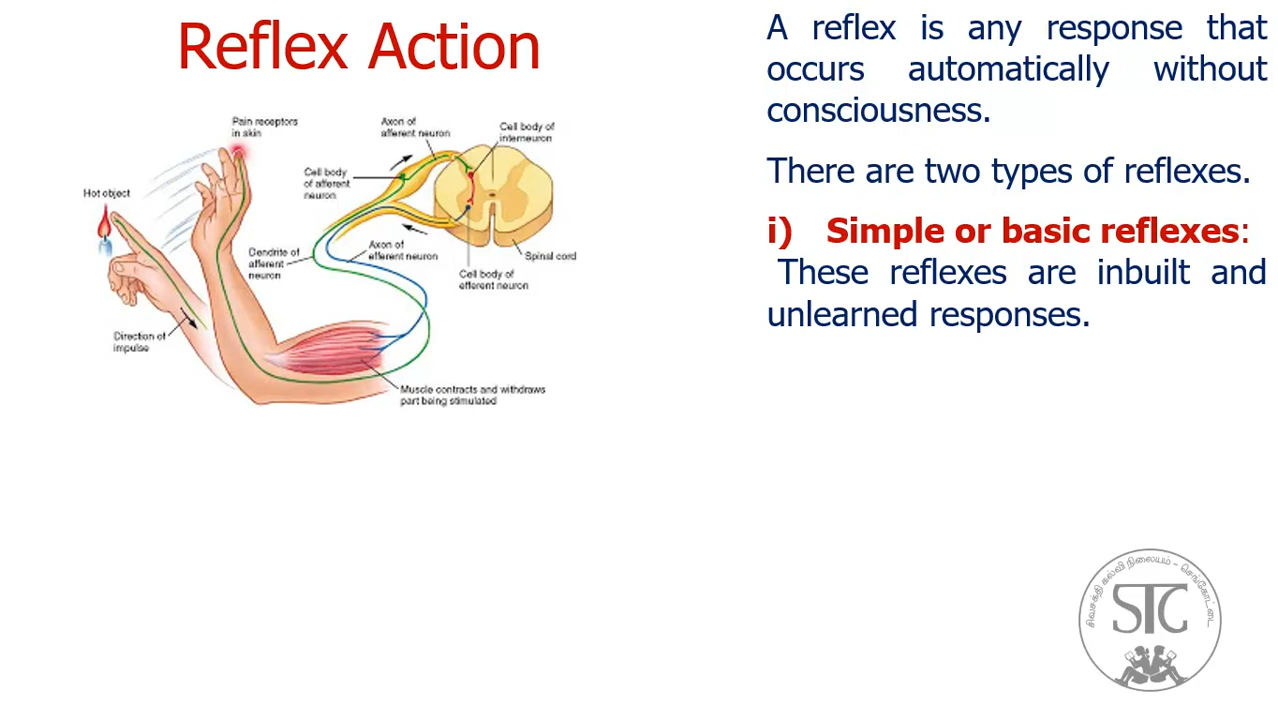 Reflex Action
A reflex is any response that
occurs automatically without
consciousness.
There are two types of reflexes.
i) Simple or basic reflexes:
These reflexes are inbuilt and
unlearned responses.
Pain receptors
in skin
Axon of
afferent neuron
Cell body of
interneuron
Cell body
of afferent
neuron
Hot object
Dendrite of
afferent
neuron
Axon of
efferent neuron
Spinal cord
Cell body of
efferent neuron
Direction of
impulse
Muscle contracts and withdraws
part being stimulated
சிவசக்தி கல்வி நிலையம் - செங்கோட்டை
STC